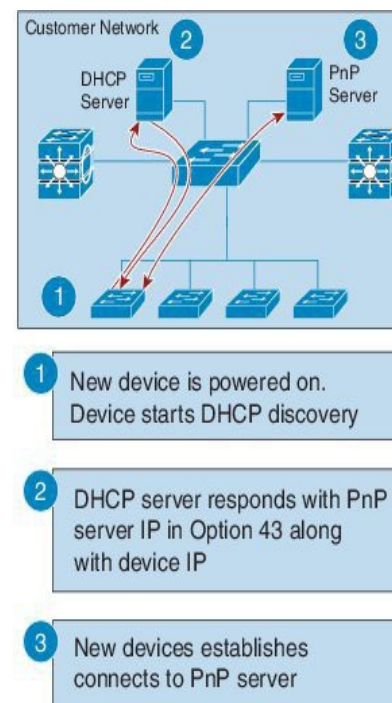 Customer Network
2
3
DHCP
Server
PnP
Server
1
1
New device is powered on.
Device starts DHCP discovery
2
DHCP server responds with PnP
server IP in Option 43 along
with device IP
3
New devices establishes
connects to PnP server